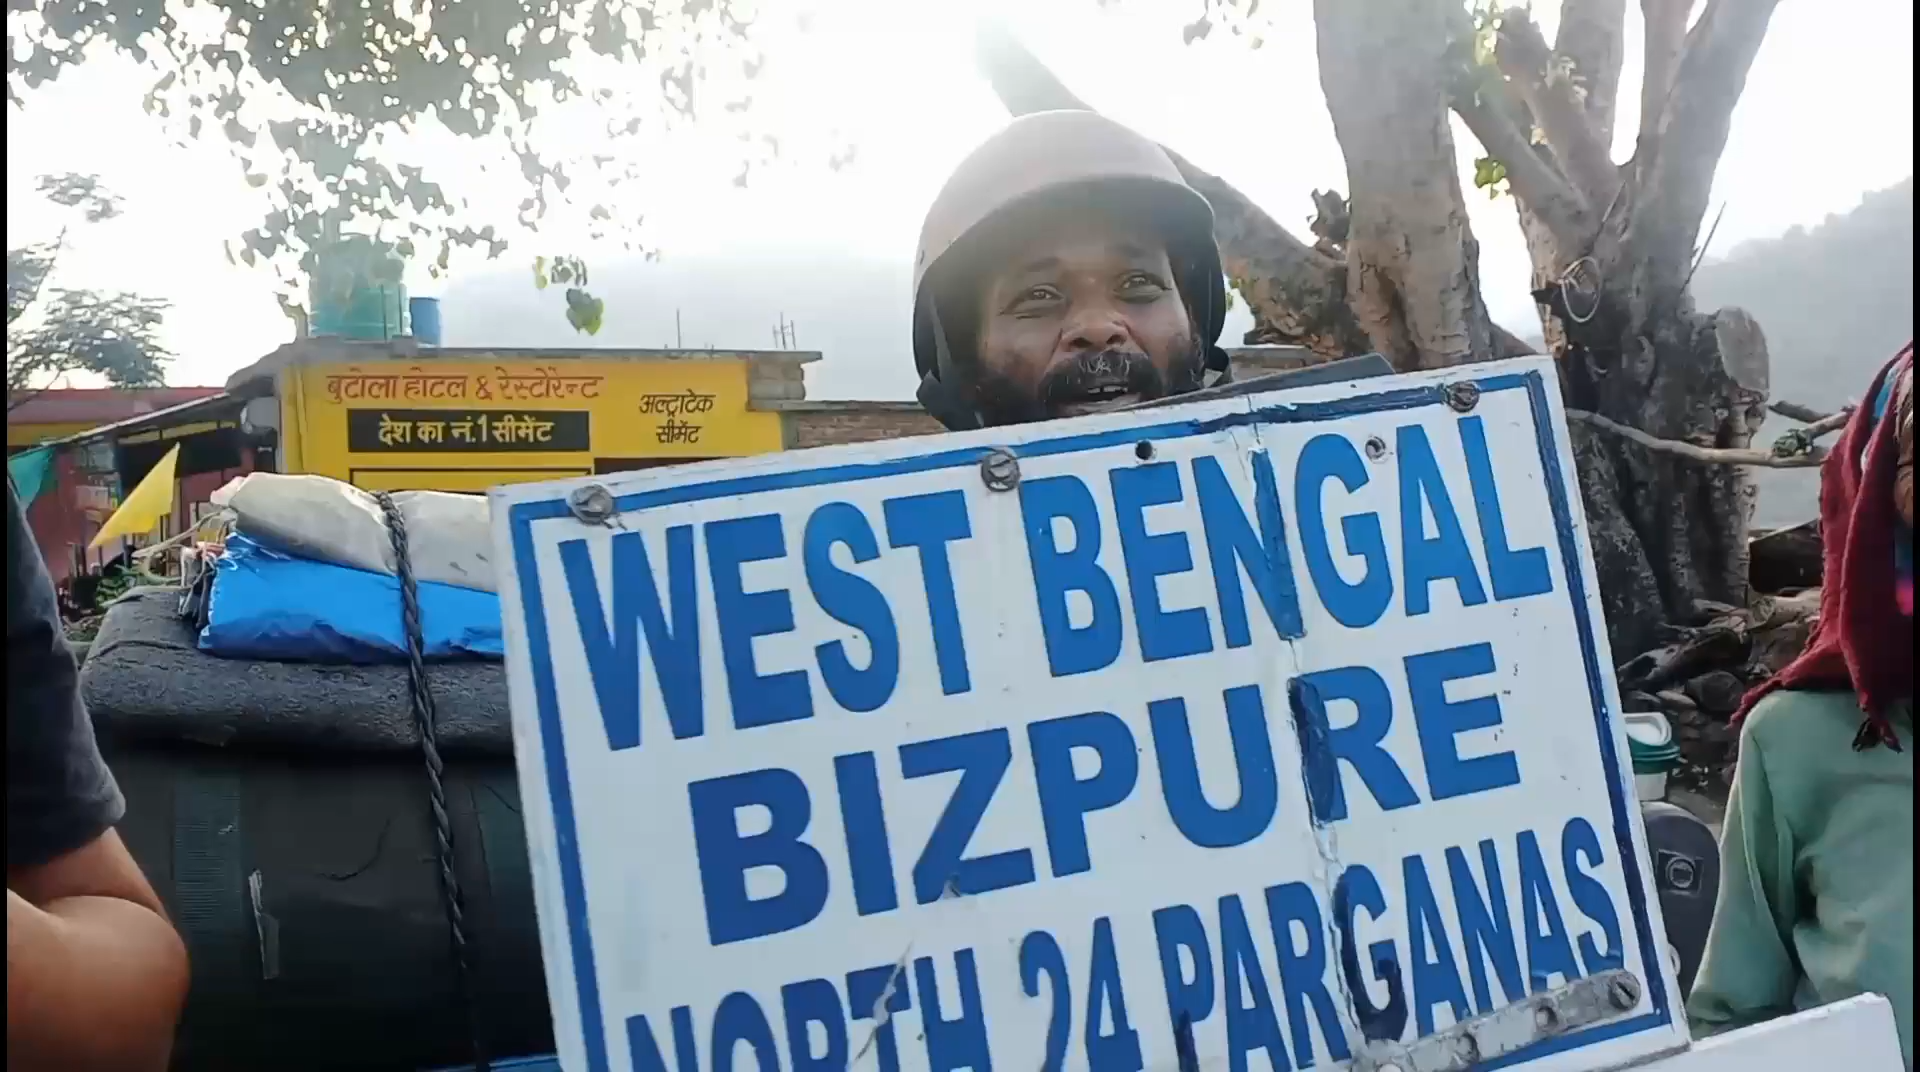 बुटोला होटल & रेस्टोरेन्ट
देश का नं.1 सीमेंट
अल्ट्राटेक
सीमेंट
WEST BENGAL
BIZPURE
NORTH 24 PARGANAS